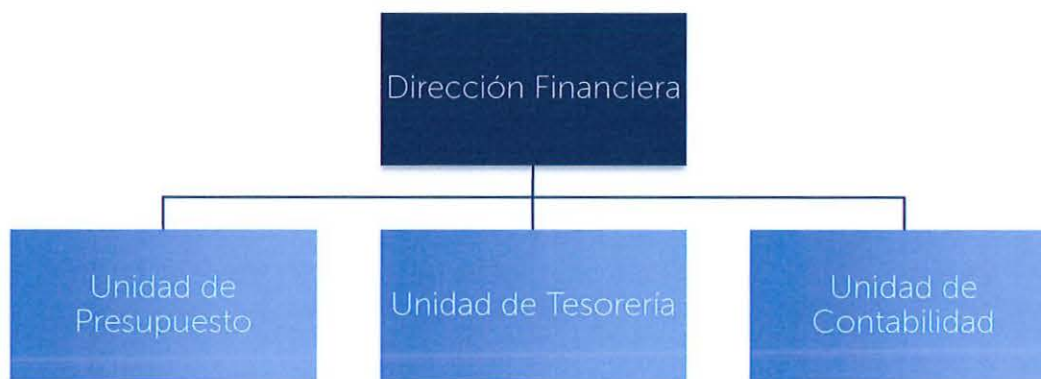 Dirección Financiera
Unidad de
Presupuesto
Unidad de Tesorería
Unidad de
Contabilidad